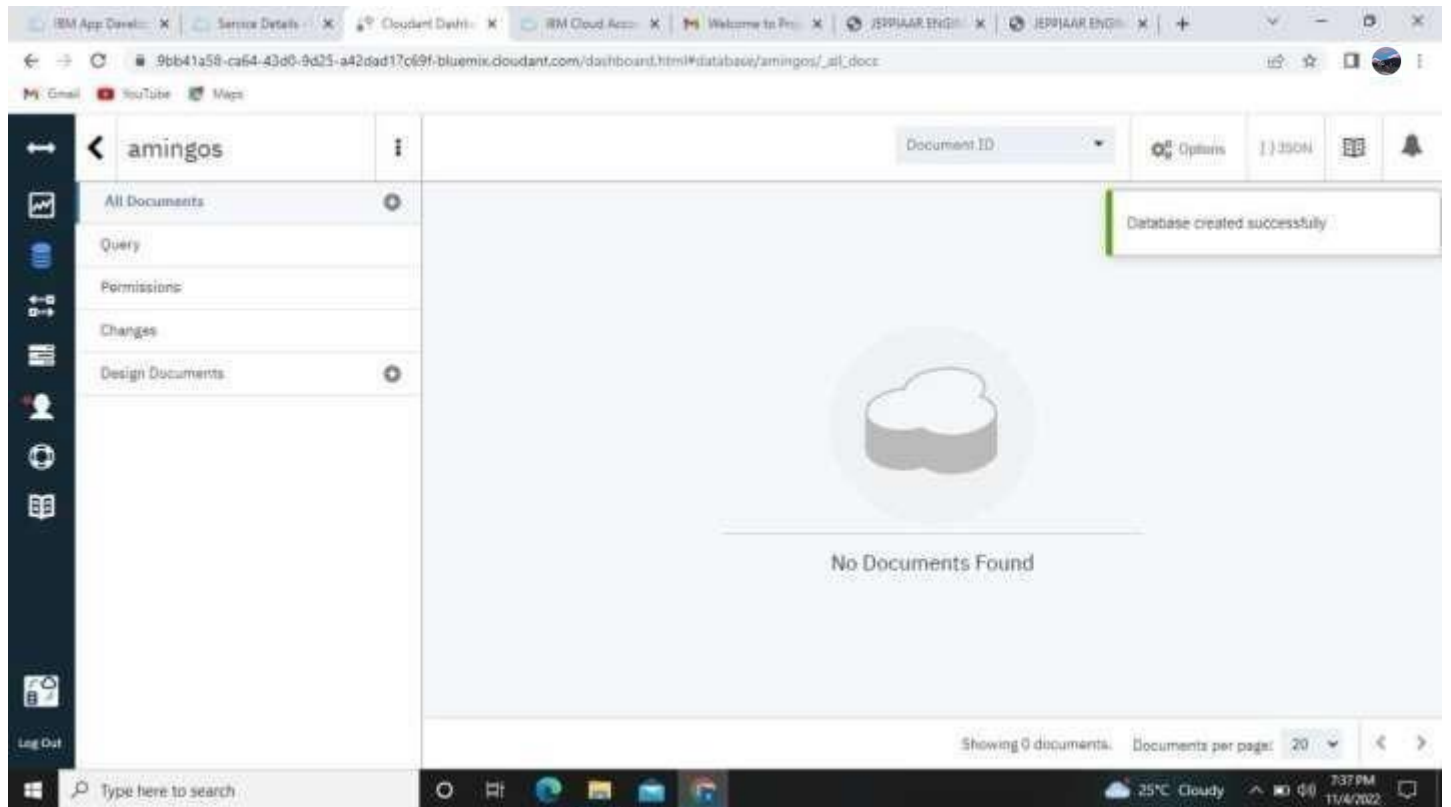 IBM App Develo
Service Details -
Cloudant Dashb
IBM Cloud Acco
Welcome to Pro
JEPPIAAR ENGI
JEPPIAAR ENGI
9bb41a58-ca64-43d0-9d25-a42dad17c69f-bluemix.cloudant.com/dashboard.html#database/amingos/_all_docs
Gmail
YouTube
Maps
amingos
Document ID
Options
{ } JSON
All Documents
Database created successfully
Query
Permissions
Changes
Design Documents
No Documents Found
Log Out
Showing 0 documents.
Documents per page: 20
Type here to search
25°C Cloudy
7:37 PM
11/4/2022